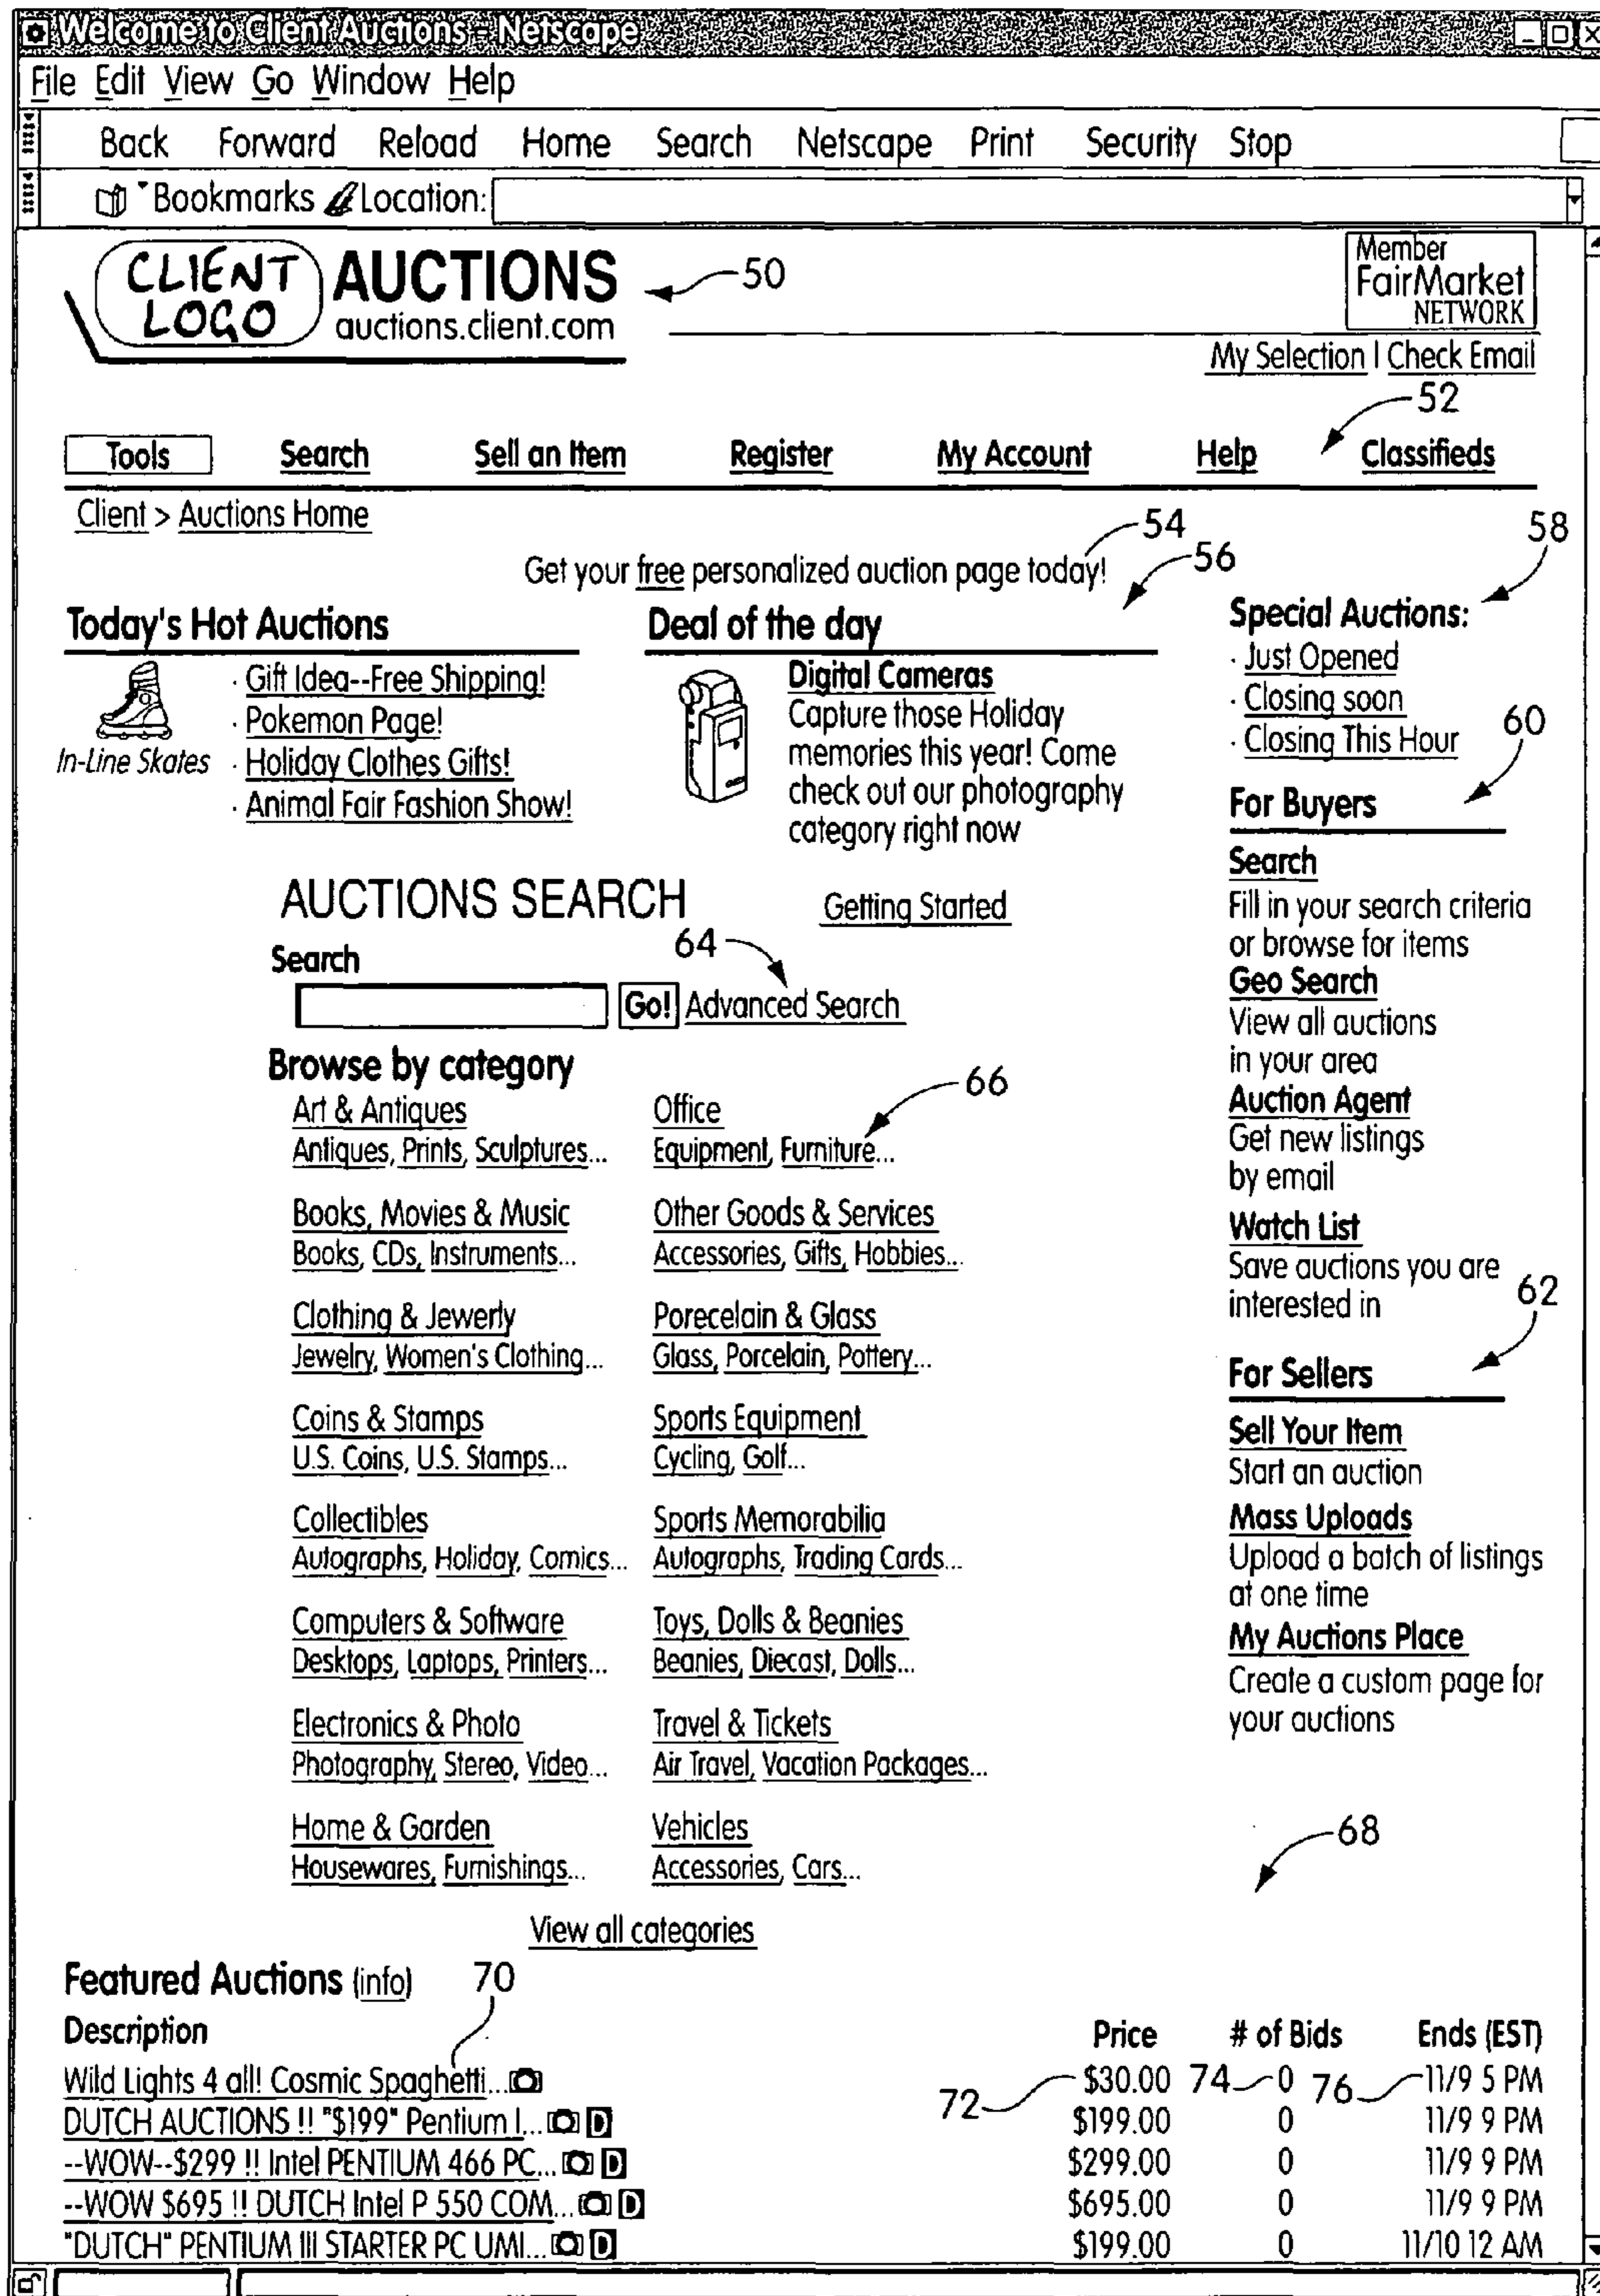 Welcome to Client Auctions - Netscape
File Edit View Go Window Help
Back Forward Reload Home Search Netscape Print Security Stop
Bookmarks Location:
CLIENT LOGO
AUCTIONS
auctions.client.com
50
Member
FairMarket
NETWORK
My Selection | Check Email
52
Tools Search Sell an Item Register My Account Help Classifieds
Client > Auctions Home
54
Get your free personalized auction page today!
56
58
Today's Hot Auctions
In-Line Skates
· Gift Idea--Free Shipping!
· Pokemon Page!
· Holiday Clothes Gifts!
· Animal Fair Fashion Show!
Deal of the day
Digital Cameras
Capture those Holiday
memories this year! Come
check out our photography
category right now
Special Auctions:
· Just Opened
· Closing soon
· Closing This Hour
60
For Buyers
Search
Fill in your search criteria
or browse for items
Geo Search
View all auctions
in your area
Auction Agent
Get new listings
by email
Watch List
Save auctions you are
interested in
62
For Sellers
Sell Your Item
Start an auction
Mass Uploads
Upload a batch of listings
at one time
My Auctions Place
Create a custom page for
your auctions
AUCTIONS SEARCH
Getting Started
Search
64
Go! Advanced Search
Browse by category
66
Art & Antiques
Antiques, Prints, Sculptures...
Books, Movies & Music
Books, CDs, Instruments...
Clothing & Jewerly
Jewelry, Women's Clothing...
Coins & Stamps
U.S. Coins, U.S. Stamps...
Collectibles
Autographs, Holiday, Comics...
Computers & Software
Desktops, Laptops, Printers...
Electronics & Photo
Photography, Stereo, Video...
Home & Garden
Housewares, Furnishings...
Office
Equipment, Furniture...
Other Goods & Services
Accessories, Gifts, Hobbies...
Porecelain & Glass
Glass, Porcelain, Pottery...
Sports Equipment
Cycling, Golf...
Sports Memorabilia
Autographs, Trading Cards...
Toys, Dolls & Beanies
Beanies, Diecast, Dolls...
Travel & Tickets
Air Travel, Vacation Packages...
Vehicles
Accessories, Cars...
68
View all categories
Featured Auctions (info)
70
Description Price # of Bids Ends (EST)
Wild Lights 4 all! Cosmic Spaghetti... 72 $30.00 74 0 76 11/9 5 PM
DUTCH AUCTIONS !! "$199" Pentium I... D $199.00 0 11/9 9 PM
--WOW--$299 !! Intel PENTIUM 466 PC... D $299.00 0 11/9 9 PM
--WOW $695 !! DUTCH Intel P 550 COM... D $695.00 0 11/9 9 PM
"DUTCH" PENTIUM III STARTER PC UMI... D $199.00 0 11/10 12 AM